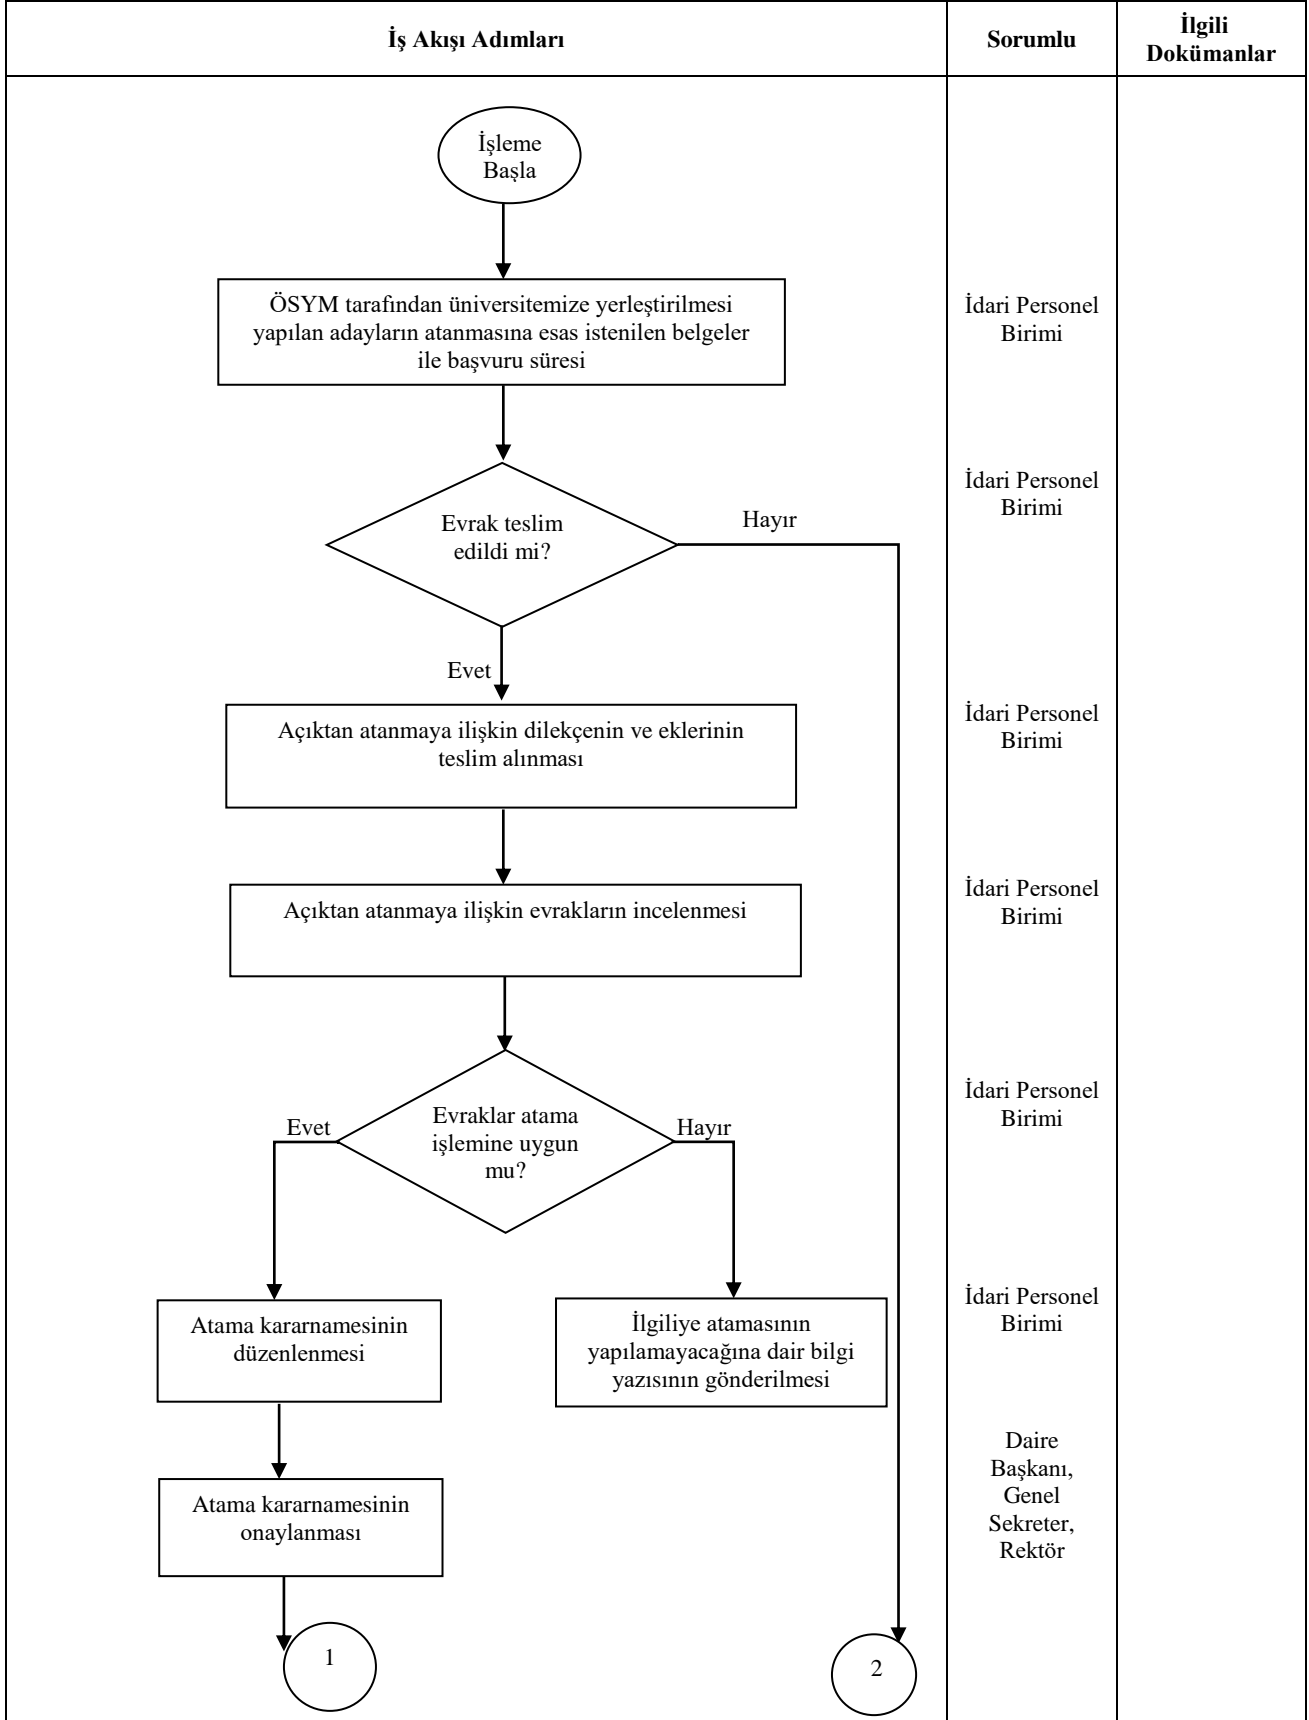 İş Akışı Adımları
Sorumlu
İlgili
Dokümanlar
İşleme
Başla
ÖSYM tarafından üniversitemize yerleştirilmesi
yapılan adayların atanmasına esas istenilen belgeler
ile başvuru süresi
İdari Personel
Birimi
Evrak teslim
edildi mi?
Hayır
İdari Personel
Birimi
Evet
Açıktan atanmaya ilişkin dilekçenin ve eklerinin
teslim alınması
İdari Personel
Birimi
Açıktan atanmaya ilişkin evrakların incelenmesi
İdari Personel
Birimi
Evet
Evraklar atama
işlemine uygun
mu?
Hayır
İdari Personel
Birimi
Atama kararnamesinin
düzenlenmesi
İlgiliye atamasının
yapılamayacağına dair bilgi
yazısının gönderilmesi
İdari Personel
Birimi
Atama kararnamesinin
onaylanması
Daire
Başkanı,
Genel
Sekreter,
Rektör
1
2